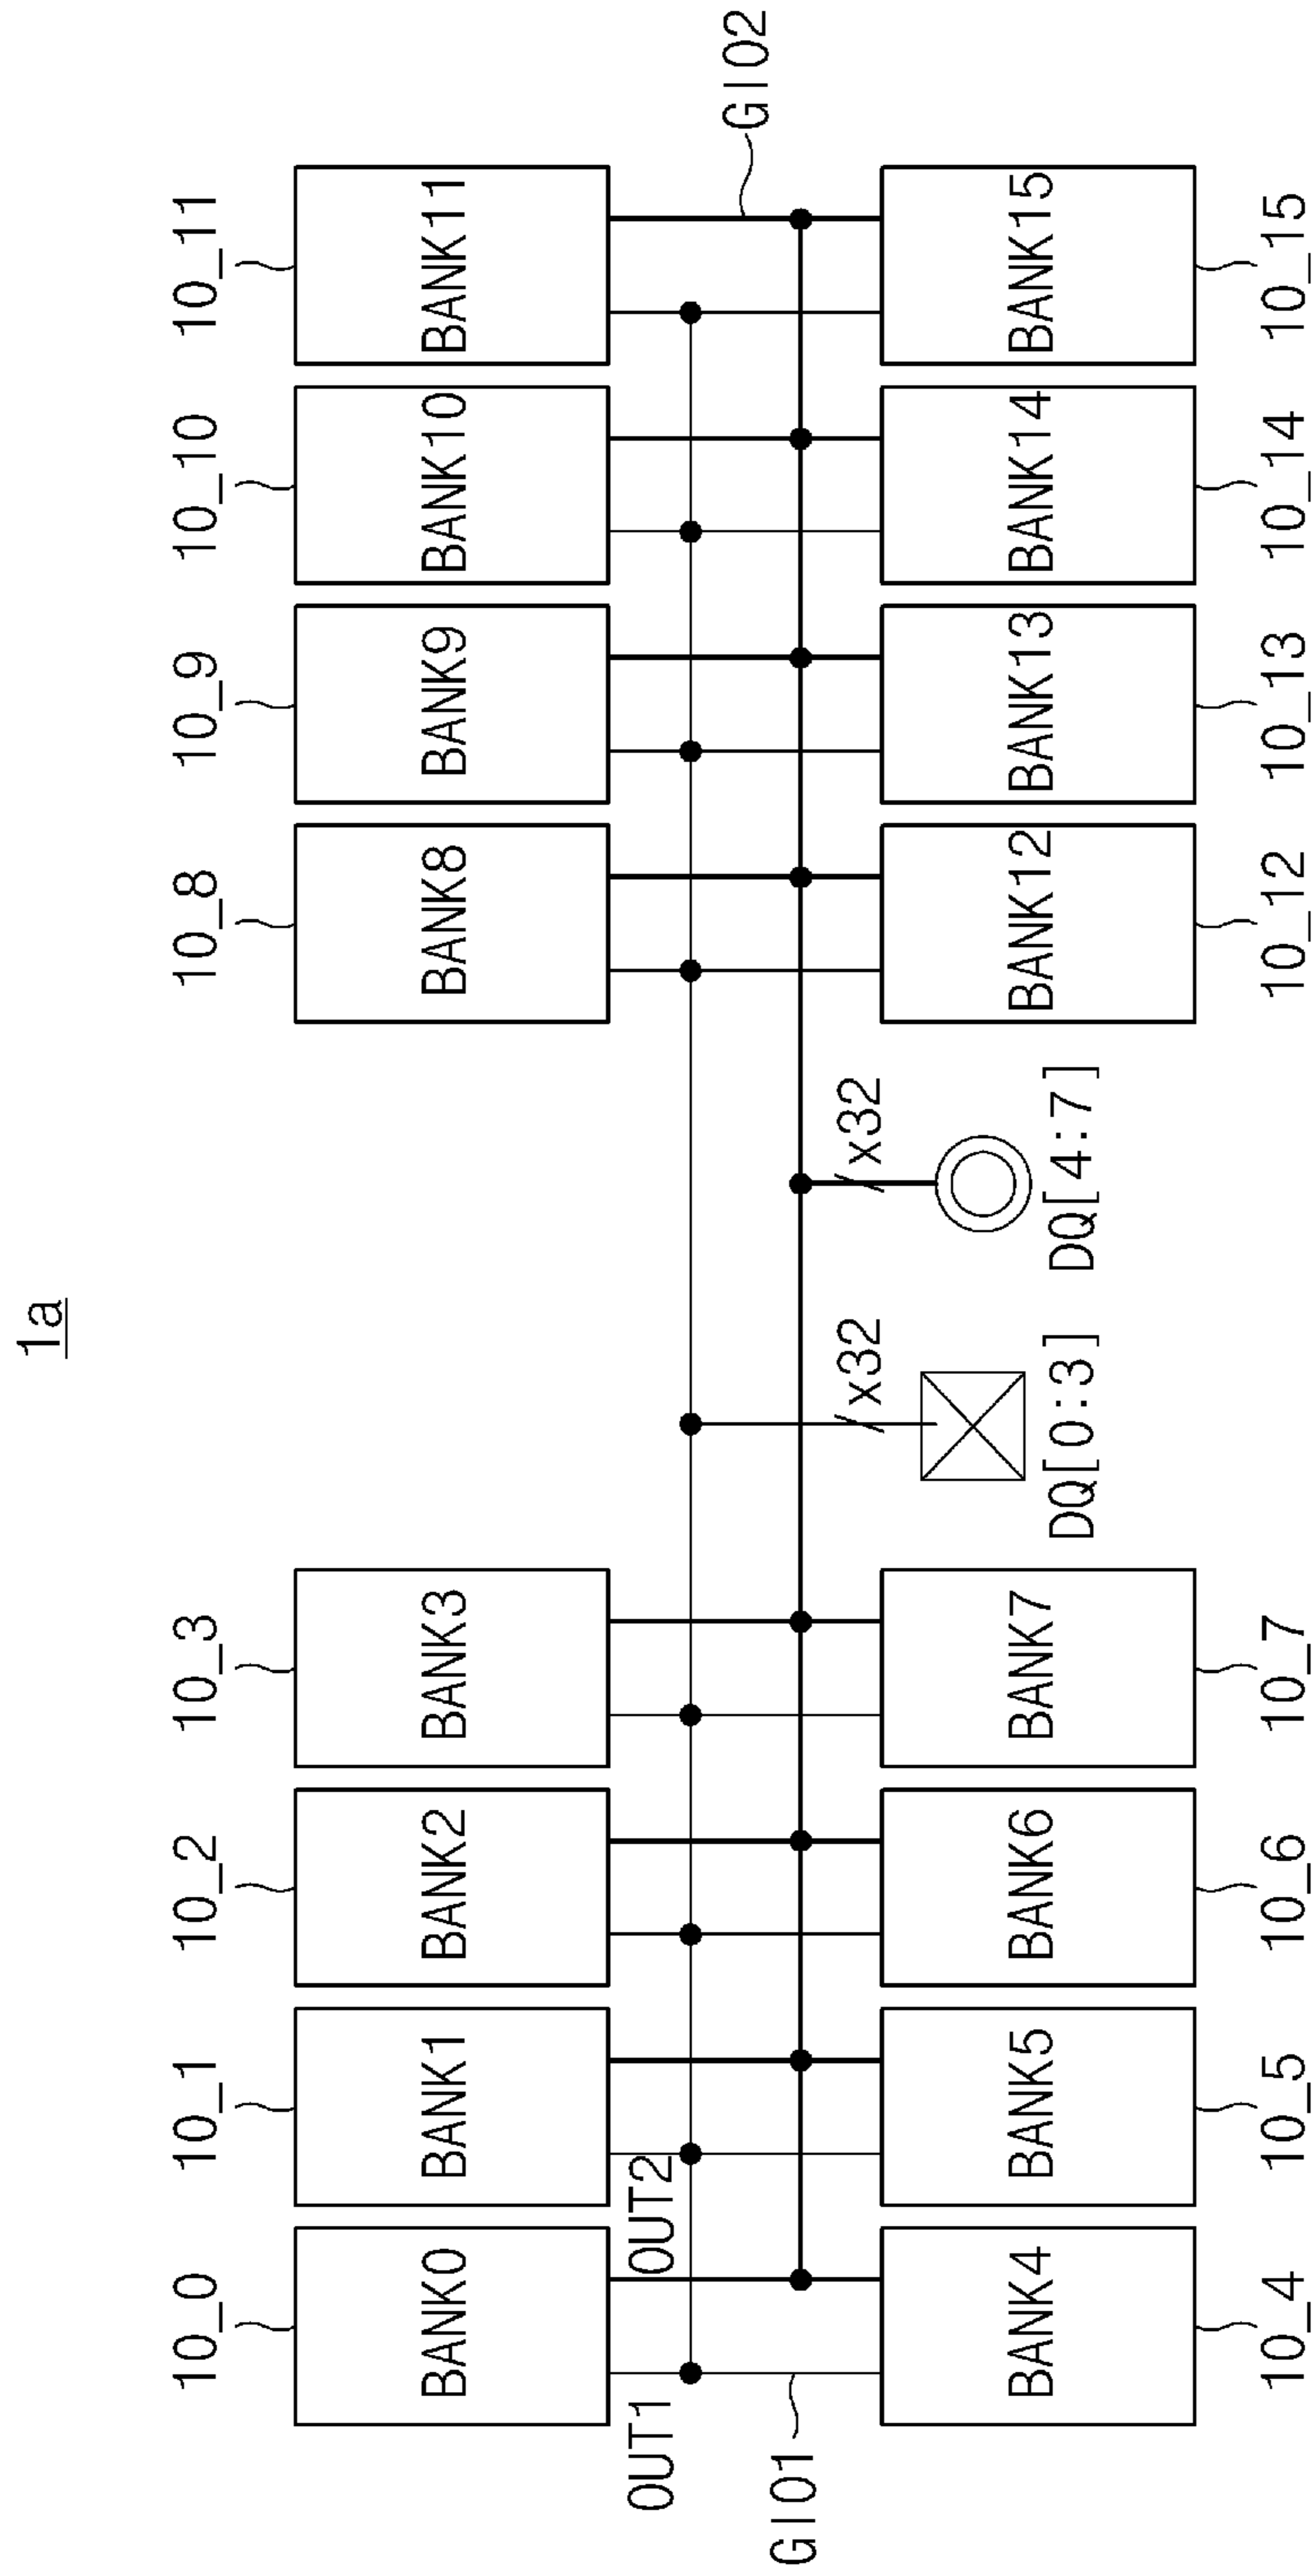 1a
10_0
10_1
10_2
10_3
10_8
10_9
10_10
10_11
BANK0
BANK1
BANK2
BANK3
BANK8
BANK9
BANK10
BANK11
OUT1
OUT2
GIO2
GIO1
x32
x32
BANK4
BANK5
BANK6
BANK7
DQ[0:3]
DQ[4:7]
BANK12
BANK13
BANK14
BANK15
10_4
10_5
10_6
10_7
10_12
10_13
10_14
10_15